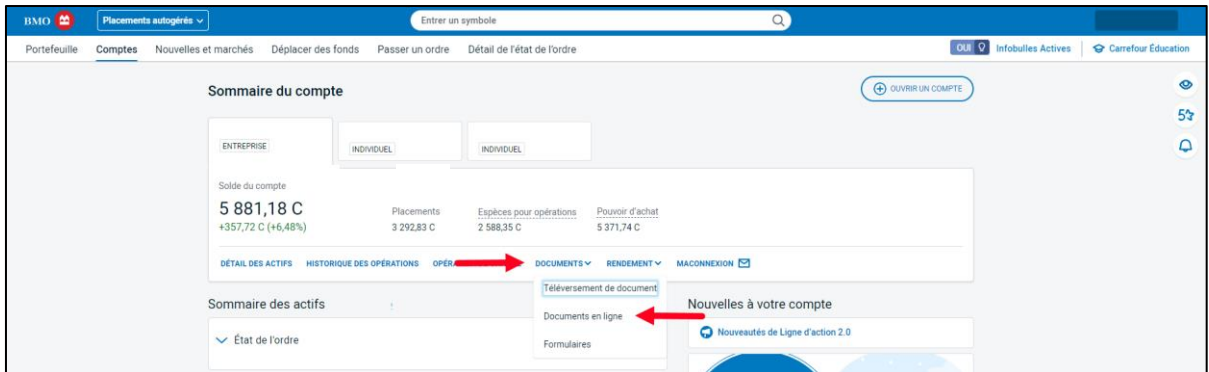 BMO Placements autogérés Entrer un symbole
Portefeuille Comptes Nouvelles et marchés Déplacer des fonds Passer un ordre Détail de l'état de l'ordre OUI Infobulles Actives Carrefour Éducation
Sommaire du compte OUVRIR UN COMPTE
ENTREPRISE INDIVIDUEL INDIVIDUEL
Solde du compte
5 881,18 C Placements Espèces pour opérations Pouvoir d'achat
+357,72 C (+6,48%) 3 292,83 C 2 588,35 C 5 371,74 C
DÉTAIL DES ACTIFS HISTORIQUE DES OPÉRATIONS DOCUMENTS RENDEMENT MACONNEXION
Téléversement de document
Sommaire des actifs Nouvelles à votre compte
Documents en ligne
Nouveautés de Ligne d'action 2.0
État de l'ordre Formulaires